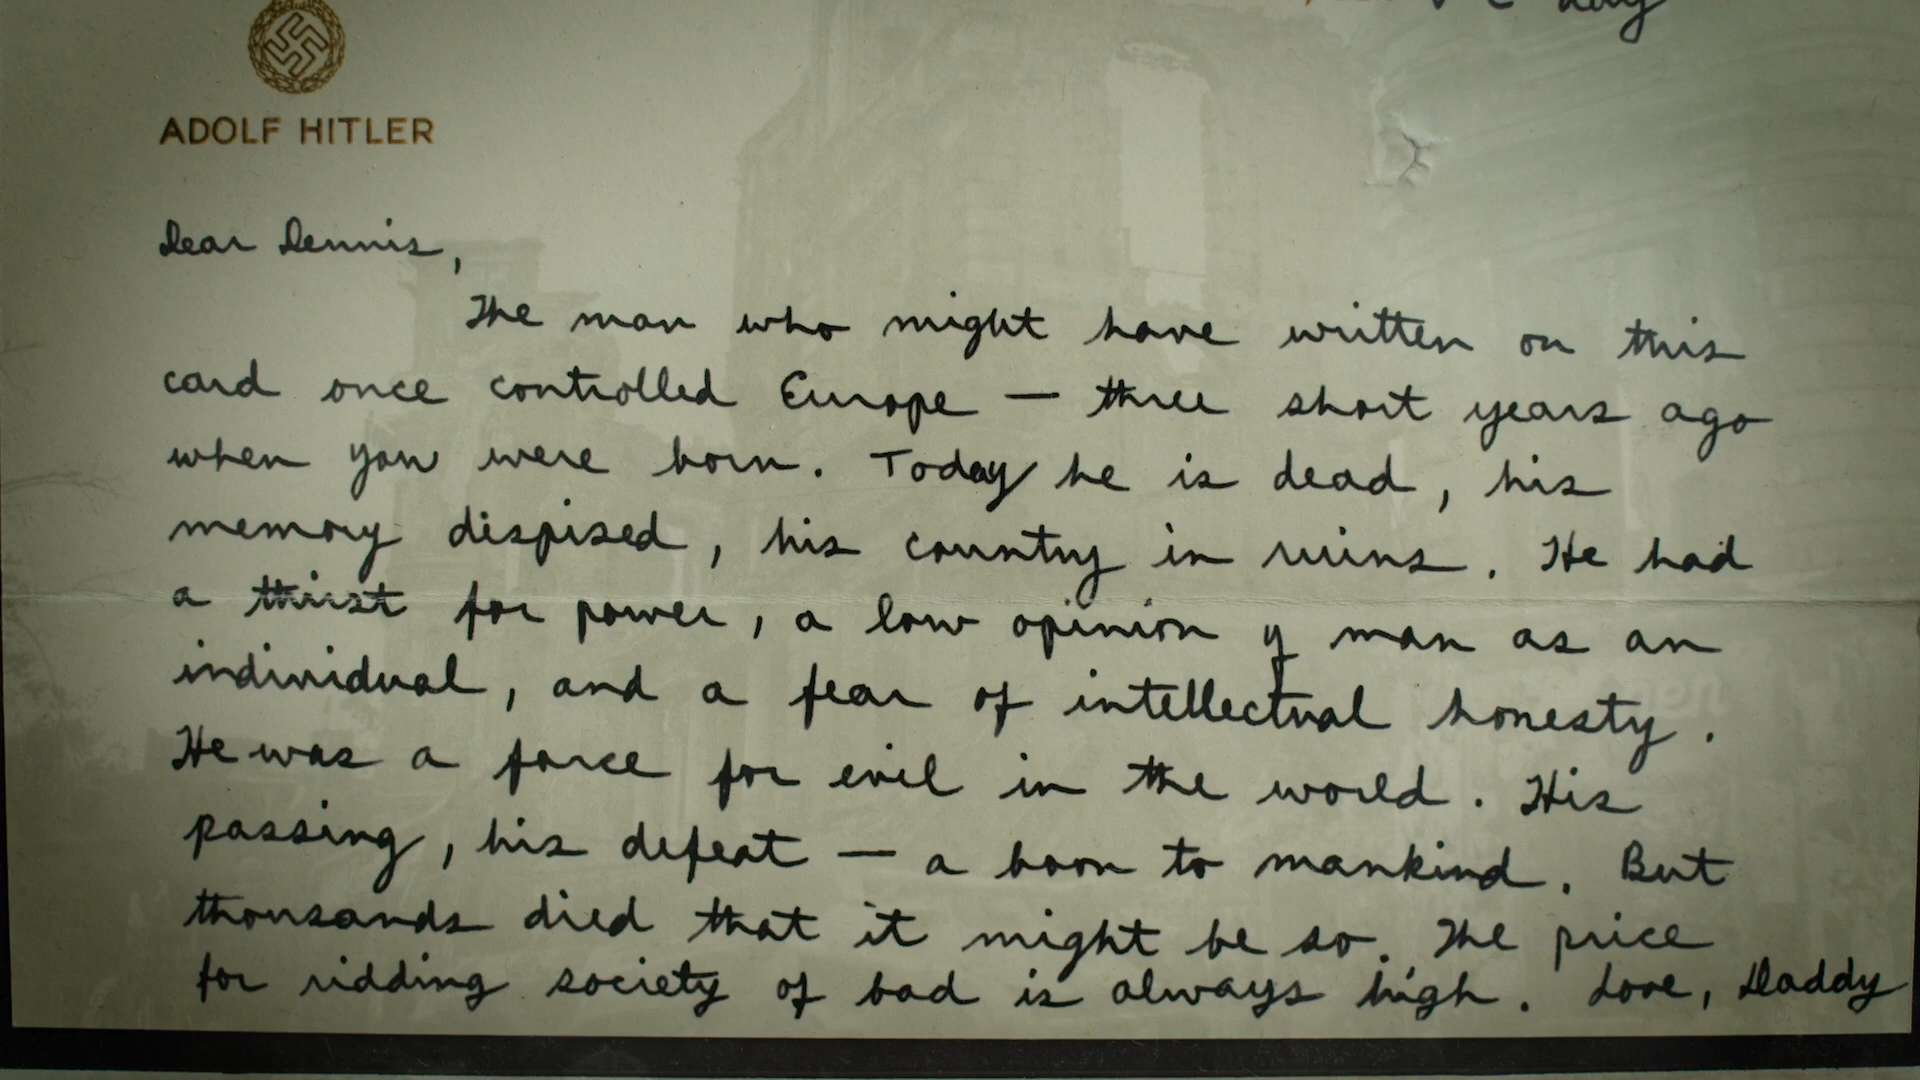 V-E day
ADOLF HITLER
Dear Dennis,
The man who might have written on this
card once controlled Europe — three short years ago
when you were born. Today he is dead, his
memory dispised, his country in ruins. He had
a thirst for power, a low opinion of man as an
individual, and a fear of intellectual honesty.
He was a force for evil in the world. His
passing, his defeat — a boon to mankind. But
thousands died that it might be so. The price
for ridding society of bad is always high. Love, Daddy